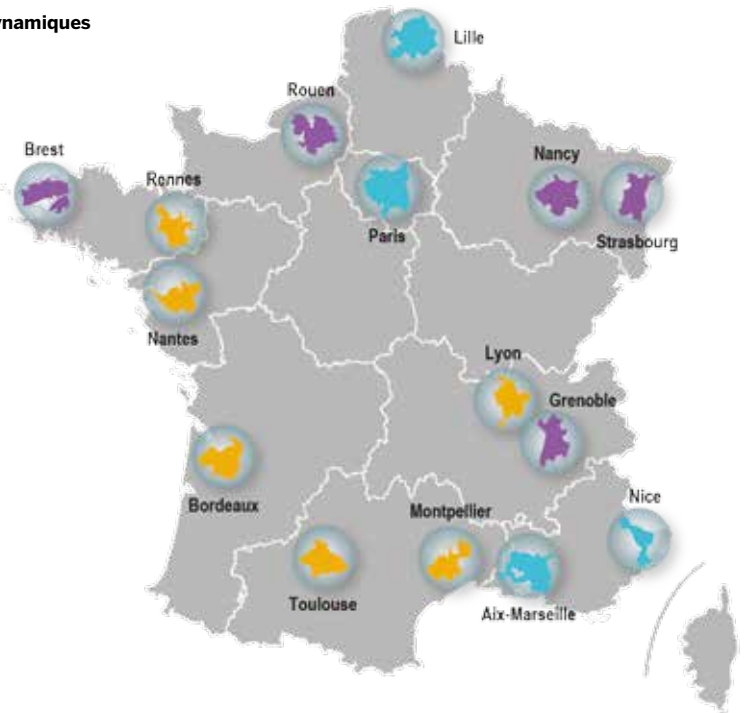 ynamiques
Lille
Rouen
Brest
Rennes
Nancy
Paris
Strasbourg
Nantes
Lyon
Grenoble
Bordeaux
Montpellier
Nice
Toulouse
Aix-Marseille